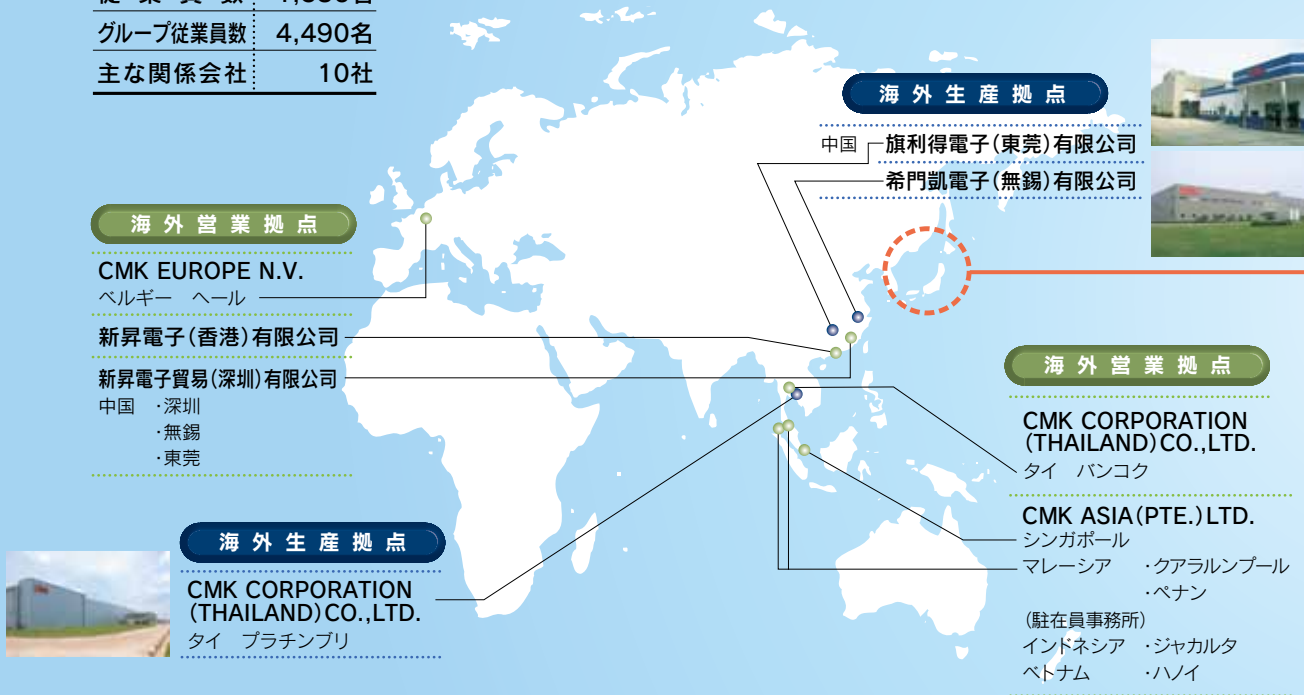 グループ従業員数 4,490名
主な関係会社 10社
海外生産拠点
中国 旗利得電子(東莞)有限公司
希門凱電子(無錫)有限公司
海外営業拠点
CMK EUROPE N.V.
ベルギー ヘール
新昇電子(香港)有限公司
新昇電子貿易(深圳)有限公司
中国 ・深圳
・無錫
・東莞
海外生産拠点
CMK CORPORATION
(THAILAND)CO.,LTD.
タイ プラチンブリ
海外営業拠点
CMK CORPORATION
(THAILAND)CO.,LTD.
タイ バンコク
CMK ASIA(PTE.)LTD.
シンガポール
マレーシア ・クアラルンプール
・ペナン
(駐在員事務所)
インドネシア ・ジャカルタ
ベトナム ・ハノイ